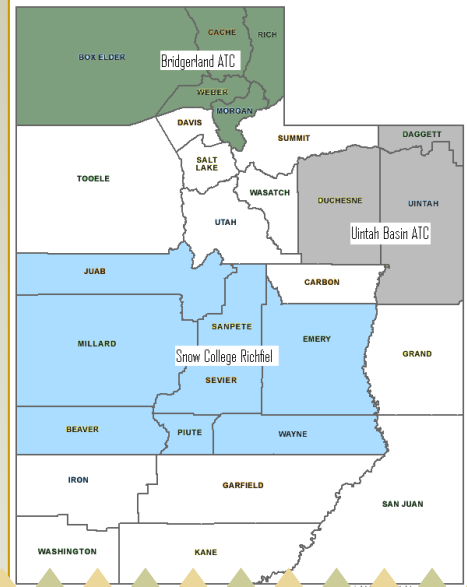 CACHE
RICH
BOX ELDER
Bridgerland ATC
WEBER
MORGAN
DAVIS
DAGGETT
SUMMIT
SALT
LAKE
TOOELE
WASATCH
DUCHESNE
UINTAH
UTAH
Uintah Basin ATC
JUAB
CARBON
SANPETE
EMERY
MILLARD
Snow College Richfiel
GRAND
SEVIER
BEAVER
PIUTE
WAYNE
IRON
GARFIELD
SAN JUAN
WASHINGTON
KANE